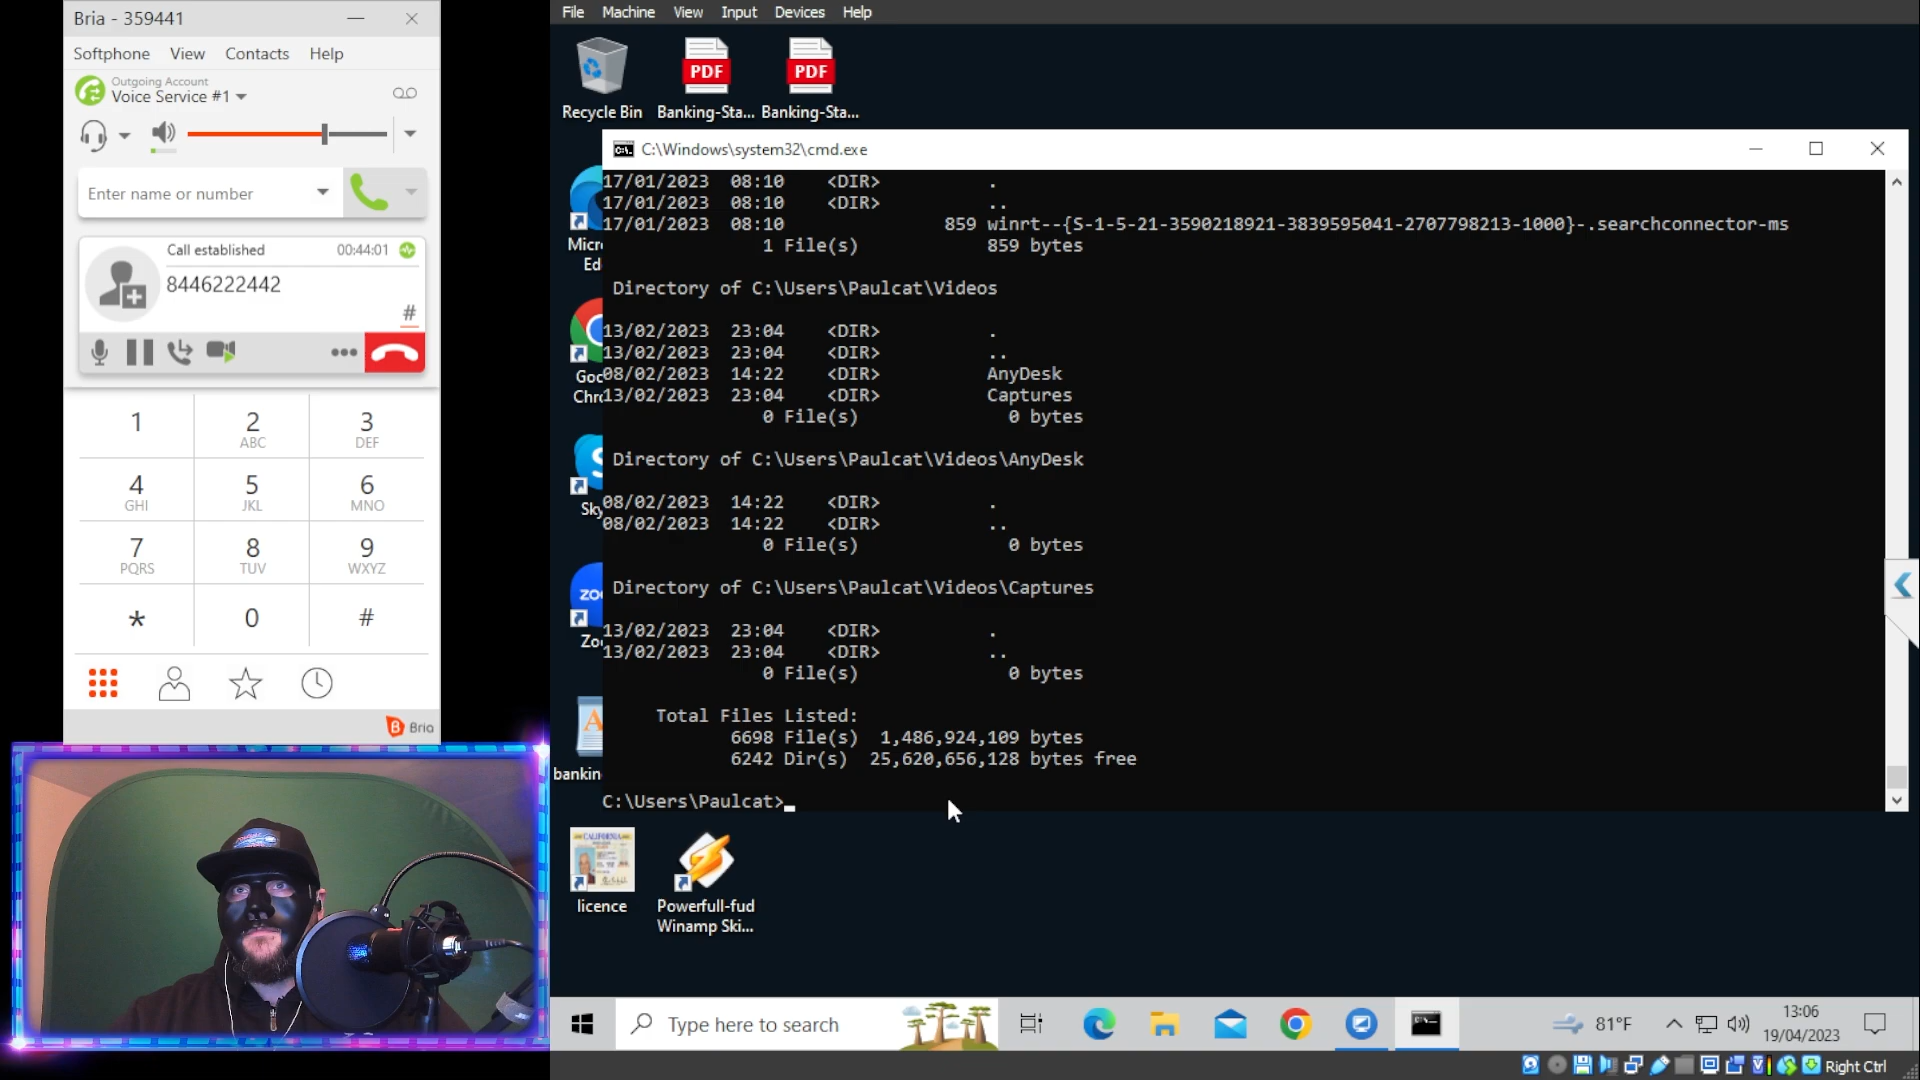 Bria - 359441
Softphone View Contacts Help
Outgoing Account
Voice Service #1
Enter name or number
Call established 00:44:01
8446222442
#
1
2
3
ABC
DEF
4
5
6
GHI
JKL
MNO
7
8
9
PQRS
TUV
WXYZ
*
0
#
Bria
File Machine View Input Devices Help
PDF
PDF
Recycle Bin
Banking-Sta...
Banking-Sta...
C:\Windows\system32\cmd.exe
17/01/2023 08:10 <DIR> .
17/01/2023 08:10 <DIR> ..
17/01/2023 08:10 859 winrt--{S-1-5-21-3590218921-3839595041-2707798213-1000}-.searchconnector-ms
1 File(s) 859 bytes
Directory of C:\Users\Paulcat\Videos
13/02/2023 23:04 <DIR> .
13/02/2023 23:04 <DIR> ..
08/02/2023 14:22 <DIR> AnyDesk
13/02/2023 23:04 <DIR> Captures
0 File(s) 0 bytes
Directory of C:\Users\Paulcat\Videos\AnyDesk
08/02/2023 14:22 <DIR> .
08/02/2023 14:22 <DIR> ..
0 File(s) 0 bytes
Directory of C:\Users\Paulcat\Videos\Captures
13/02/2023 23:04 <DIR> .
13/02/2023 23:04 <DIR> ..
0 File(s) 0 bytes
Total Files Listed:
6698 File(s) 1,486,924,109 bytes
6242 Dir(s) 25,620,656,128 bytes free
C:\Users\Paulcat>
Micr
Ed
Goo
Chr
Sky
zoo
Zo
bankin
CALIFORNIA
licence
Powerfull-fud
Winamp Ski...
Type here to search
81°F
13:06
19/04/2023
Right Ctrl